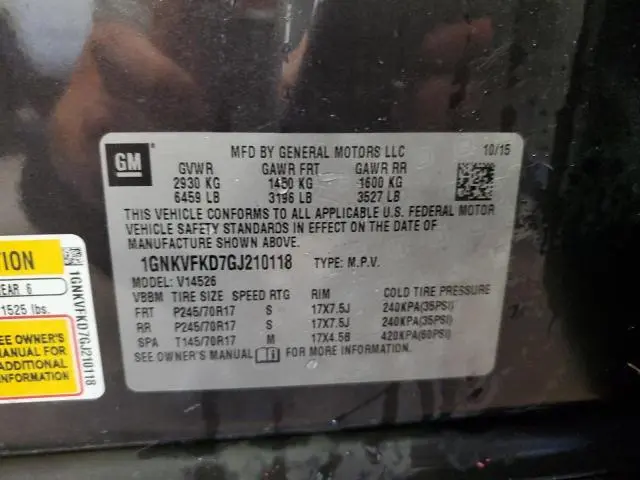 GM
MFD BY GENERAL MOTORS LLC 10/15
GVWR GAWR FRT GAWR RR
2930 KG 1450 KG 1600 KG
6459 LB 3196 LB 3527 LB
THIS VEHICLE CONFORMS TO ALL APPLICABLE U.S. FEDERAL MOTOR
VEHICLE SAFETY STANDARDS IN EFFECT ON THE DATE OF
MANUFACTURE SHOWN ABOVE.
1GNKVFKD7GJ210118 TYPE: M.P.V.
MODEL: V14526
VBBM TIRE SIZE SPEED RTG RIM COLD TIRE PRESSURE
FRT P245/70R17 S 17X7.5J 240KPA(35PSI)
RR P245/70R17 S 17X7.5J 240KPA(35PSI)
SPA T145/70R17 M 17X4.5B 420KPA(60PSI)
SEE OWNER'S MANUAL FOR MORE INFORMATION.
TION
REAR 6
1525 lbs.
SEE OWNER'S
MANUAL FOR
ADDITIONAL
INFORMATION
1GNKVFKD7GJ210118